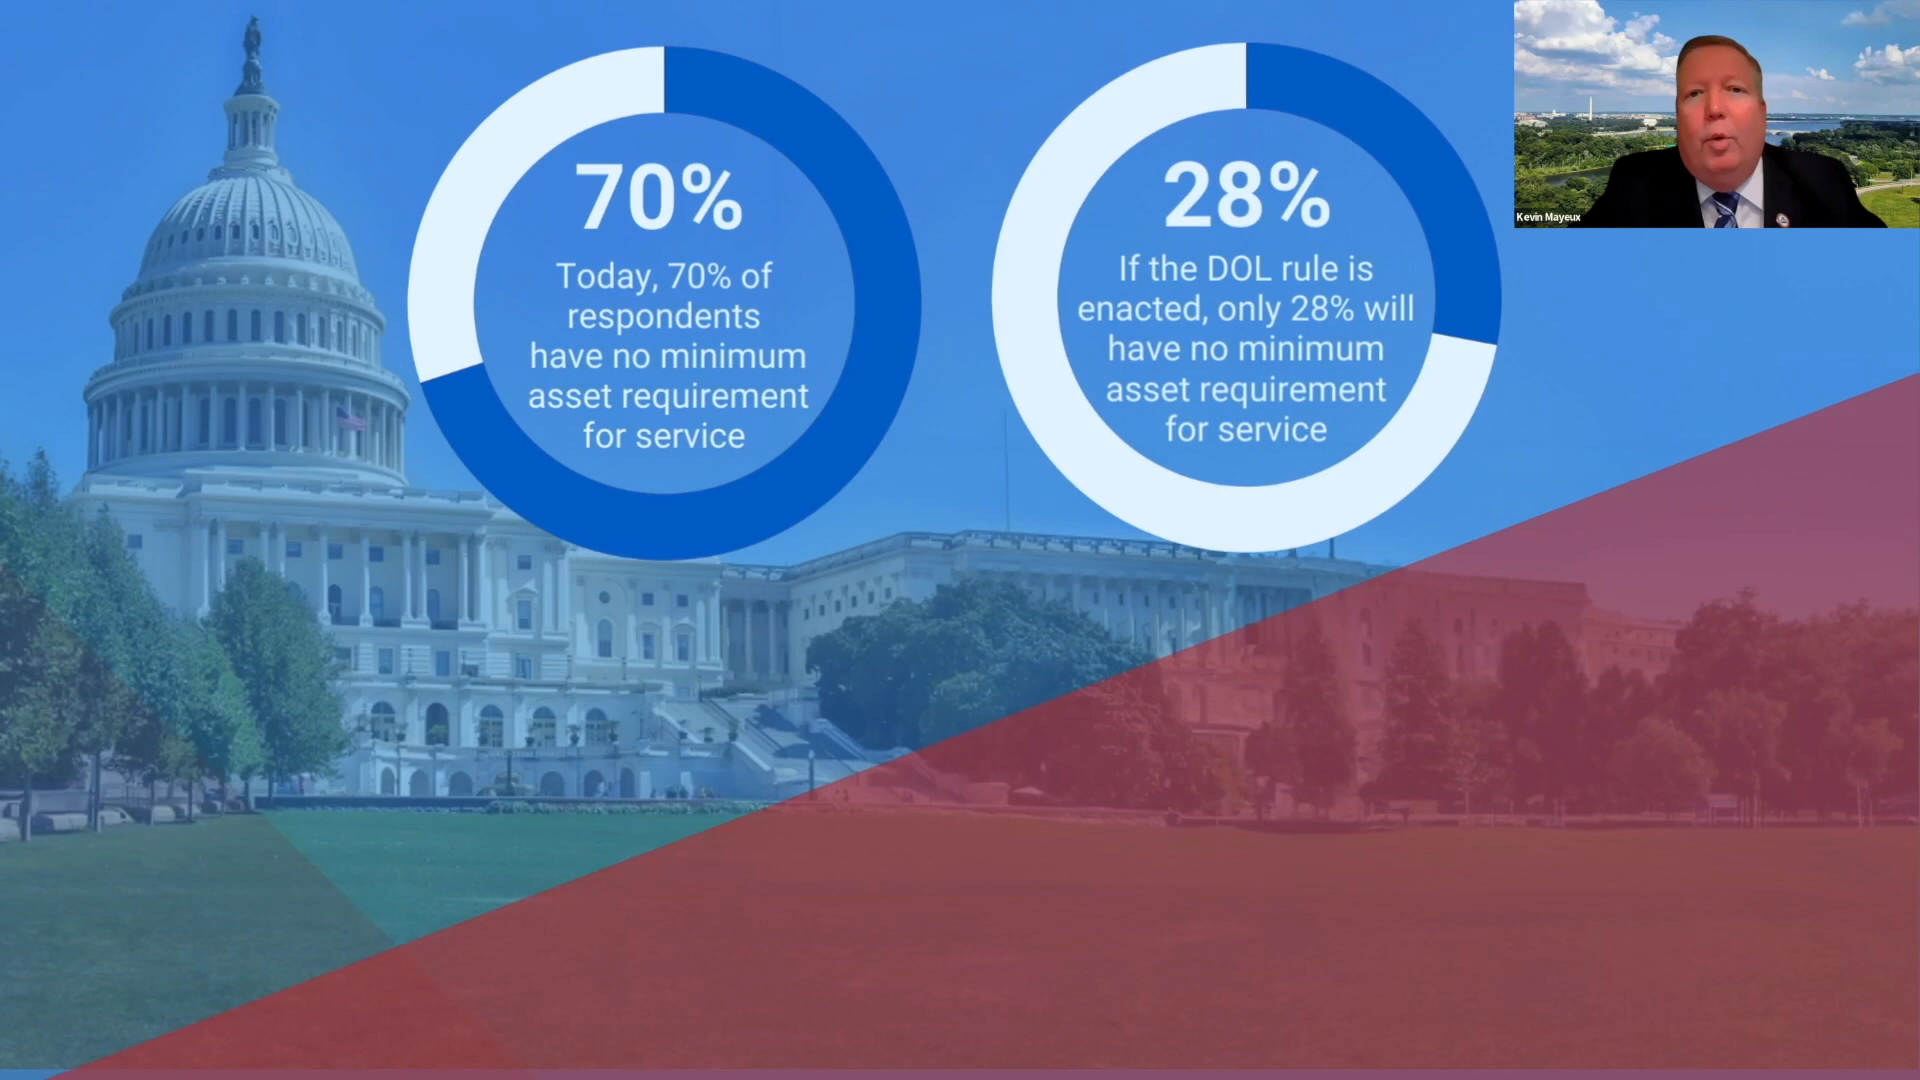 70%
Today, 70% of
respondents
have no minimum
asset requirement
for service
28%
If the DOL rule is
enacted, only 28% will
have no minimum
asset requirement
for service
Kevin Mayeux